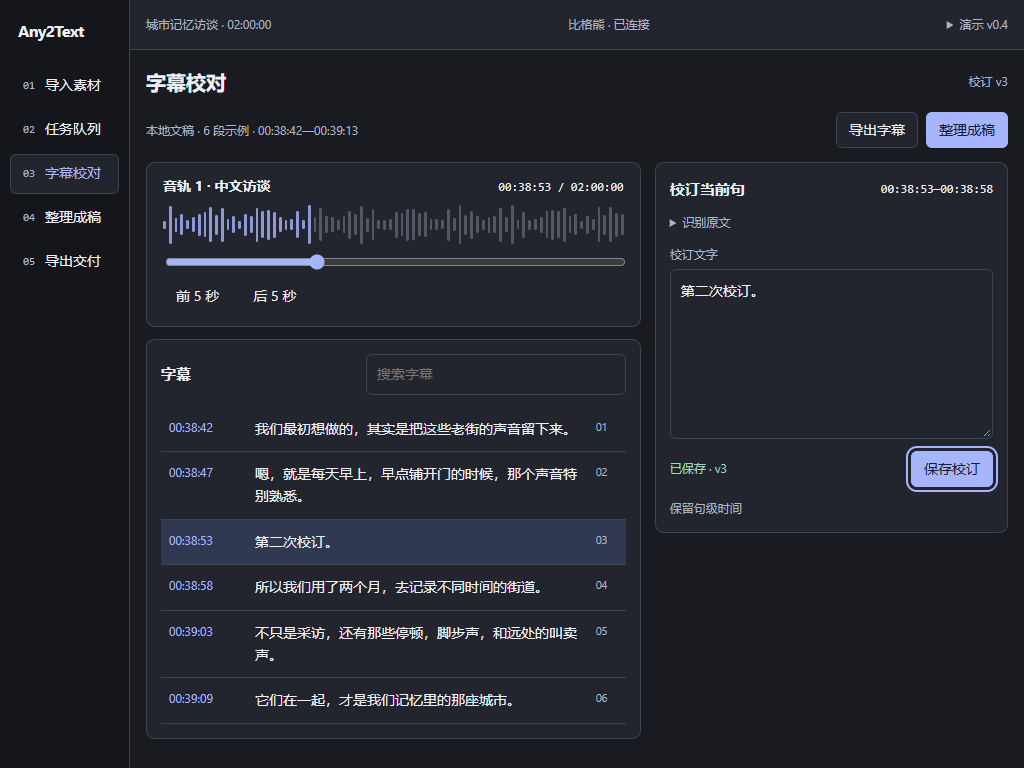 Any2Text
城市记忆访谈 · 02:00:00
比格熊 · 已连接
▶ 演示 v0.4
01 导入素材
02 任务队列
03 字幕校对
04 整理成稿
05 导出交付
字幕校对
校订 v3
本地文稿 · 6 段示例 · 00:38:42—00:39:13
导出字幕
整理成稿
音轨 1 · 中文访谈
00:38:53 / 02:00:00
前 5 秒
后 5 秒
字幕
搜索字幕
00:38:42 我们最初想做的，其实是把这些老街的声音留下来。 01
00:38:47 嗯，就是每天早上，早点铺开门的时候，那个声音特 02
别熟悉。
00:38:53 第二次校订。 03
00:38:58 所以我们用了两个月，去记录不同时间的街道。 04
00:39:03 不只是采访，还有那些停顿，脚步声，和远处的叫卖 05
声。
00:39:09 它们在一起，才是我们记忆里的那座城市。 06
校订当前句
00:38:53—00:38:58
▶ 识别原文
校订文字
第二次校订。
已保存 · v3
保存校订
保留句级时间